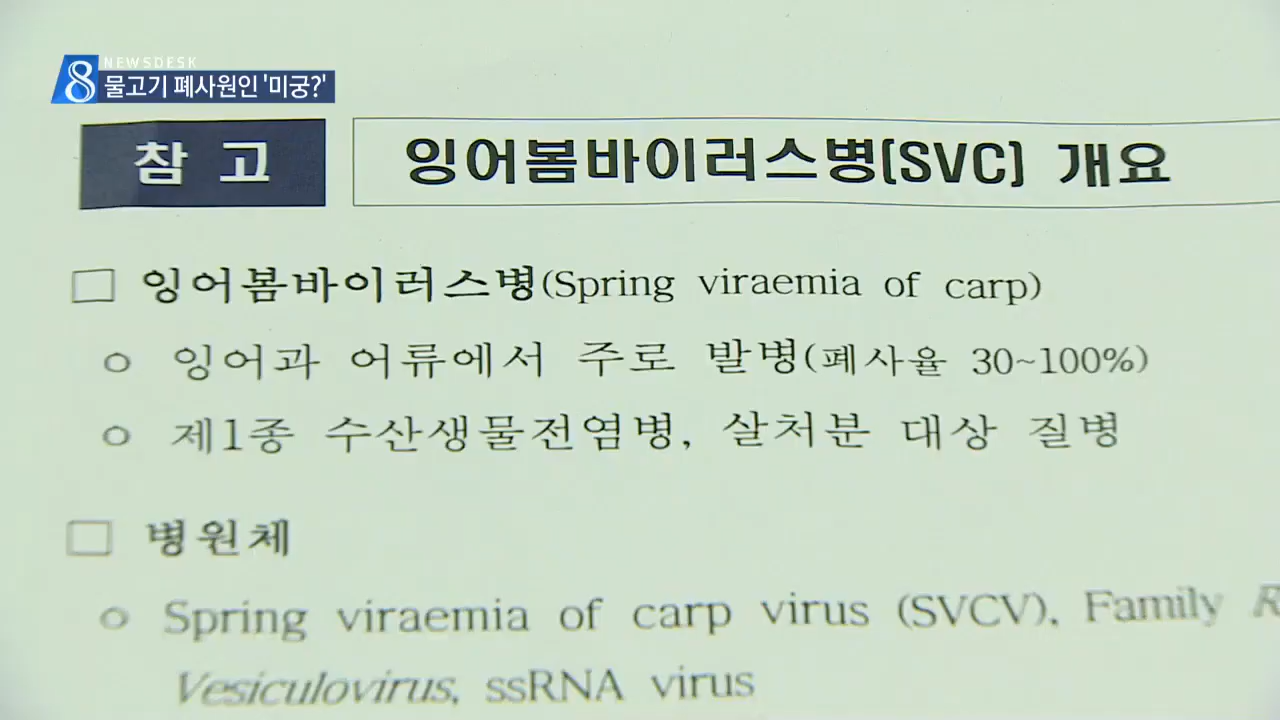 8 NEWSDESK
물고기 폐사원인 '미궁?'
참 고
잉어봄바이러스병(SVC) 개요
□ 잉어봄바이러스병(Spring viraemia of carp)
○ 잉어과 어류에서 주로 발병(폐사율 30~100%)
○ 제1종 수산생물전염병, 살처분 대상 질병
□ 병원체
○ Spring viraemia of carp virus (SVCV), Family
Vesiculovirus, ssRNA virus